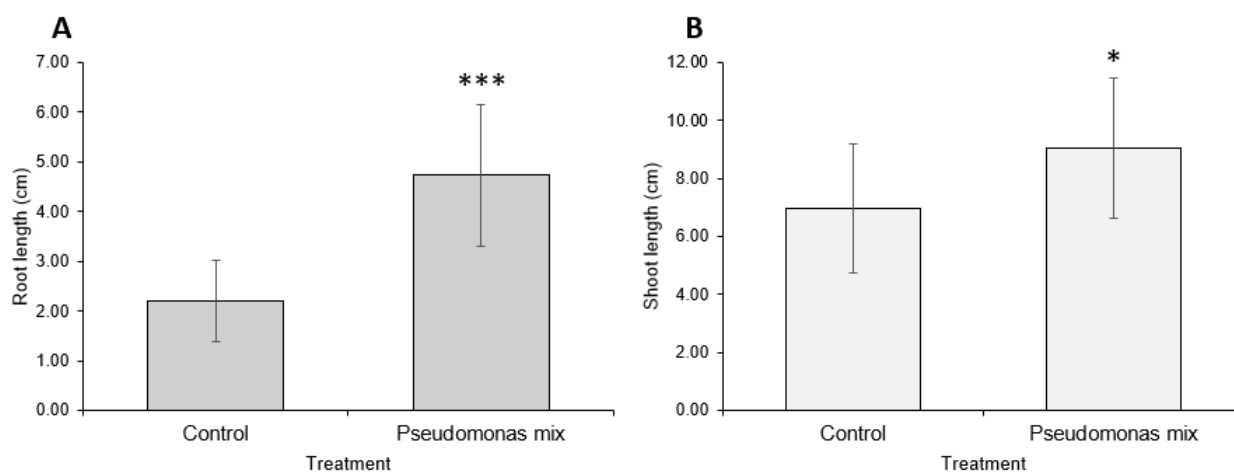 A
7.00
6.00
5.00
4.00
3.00
2.00
1.00
0.00
Root length (cm)
***
Control
Pseudomonas mix
Treatment
B
12.00
10.00
8.00
6.00
4.00
2.00
0.00
Shoot length (cm)
*
Control
Pseudomonas mix
Treatment